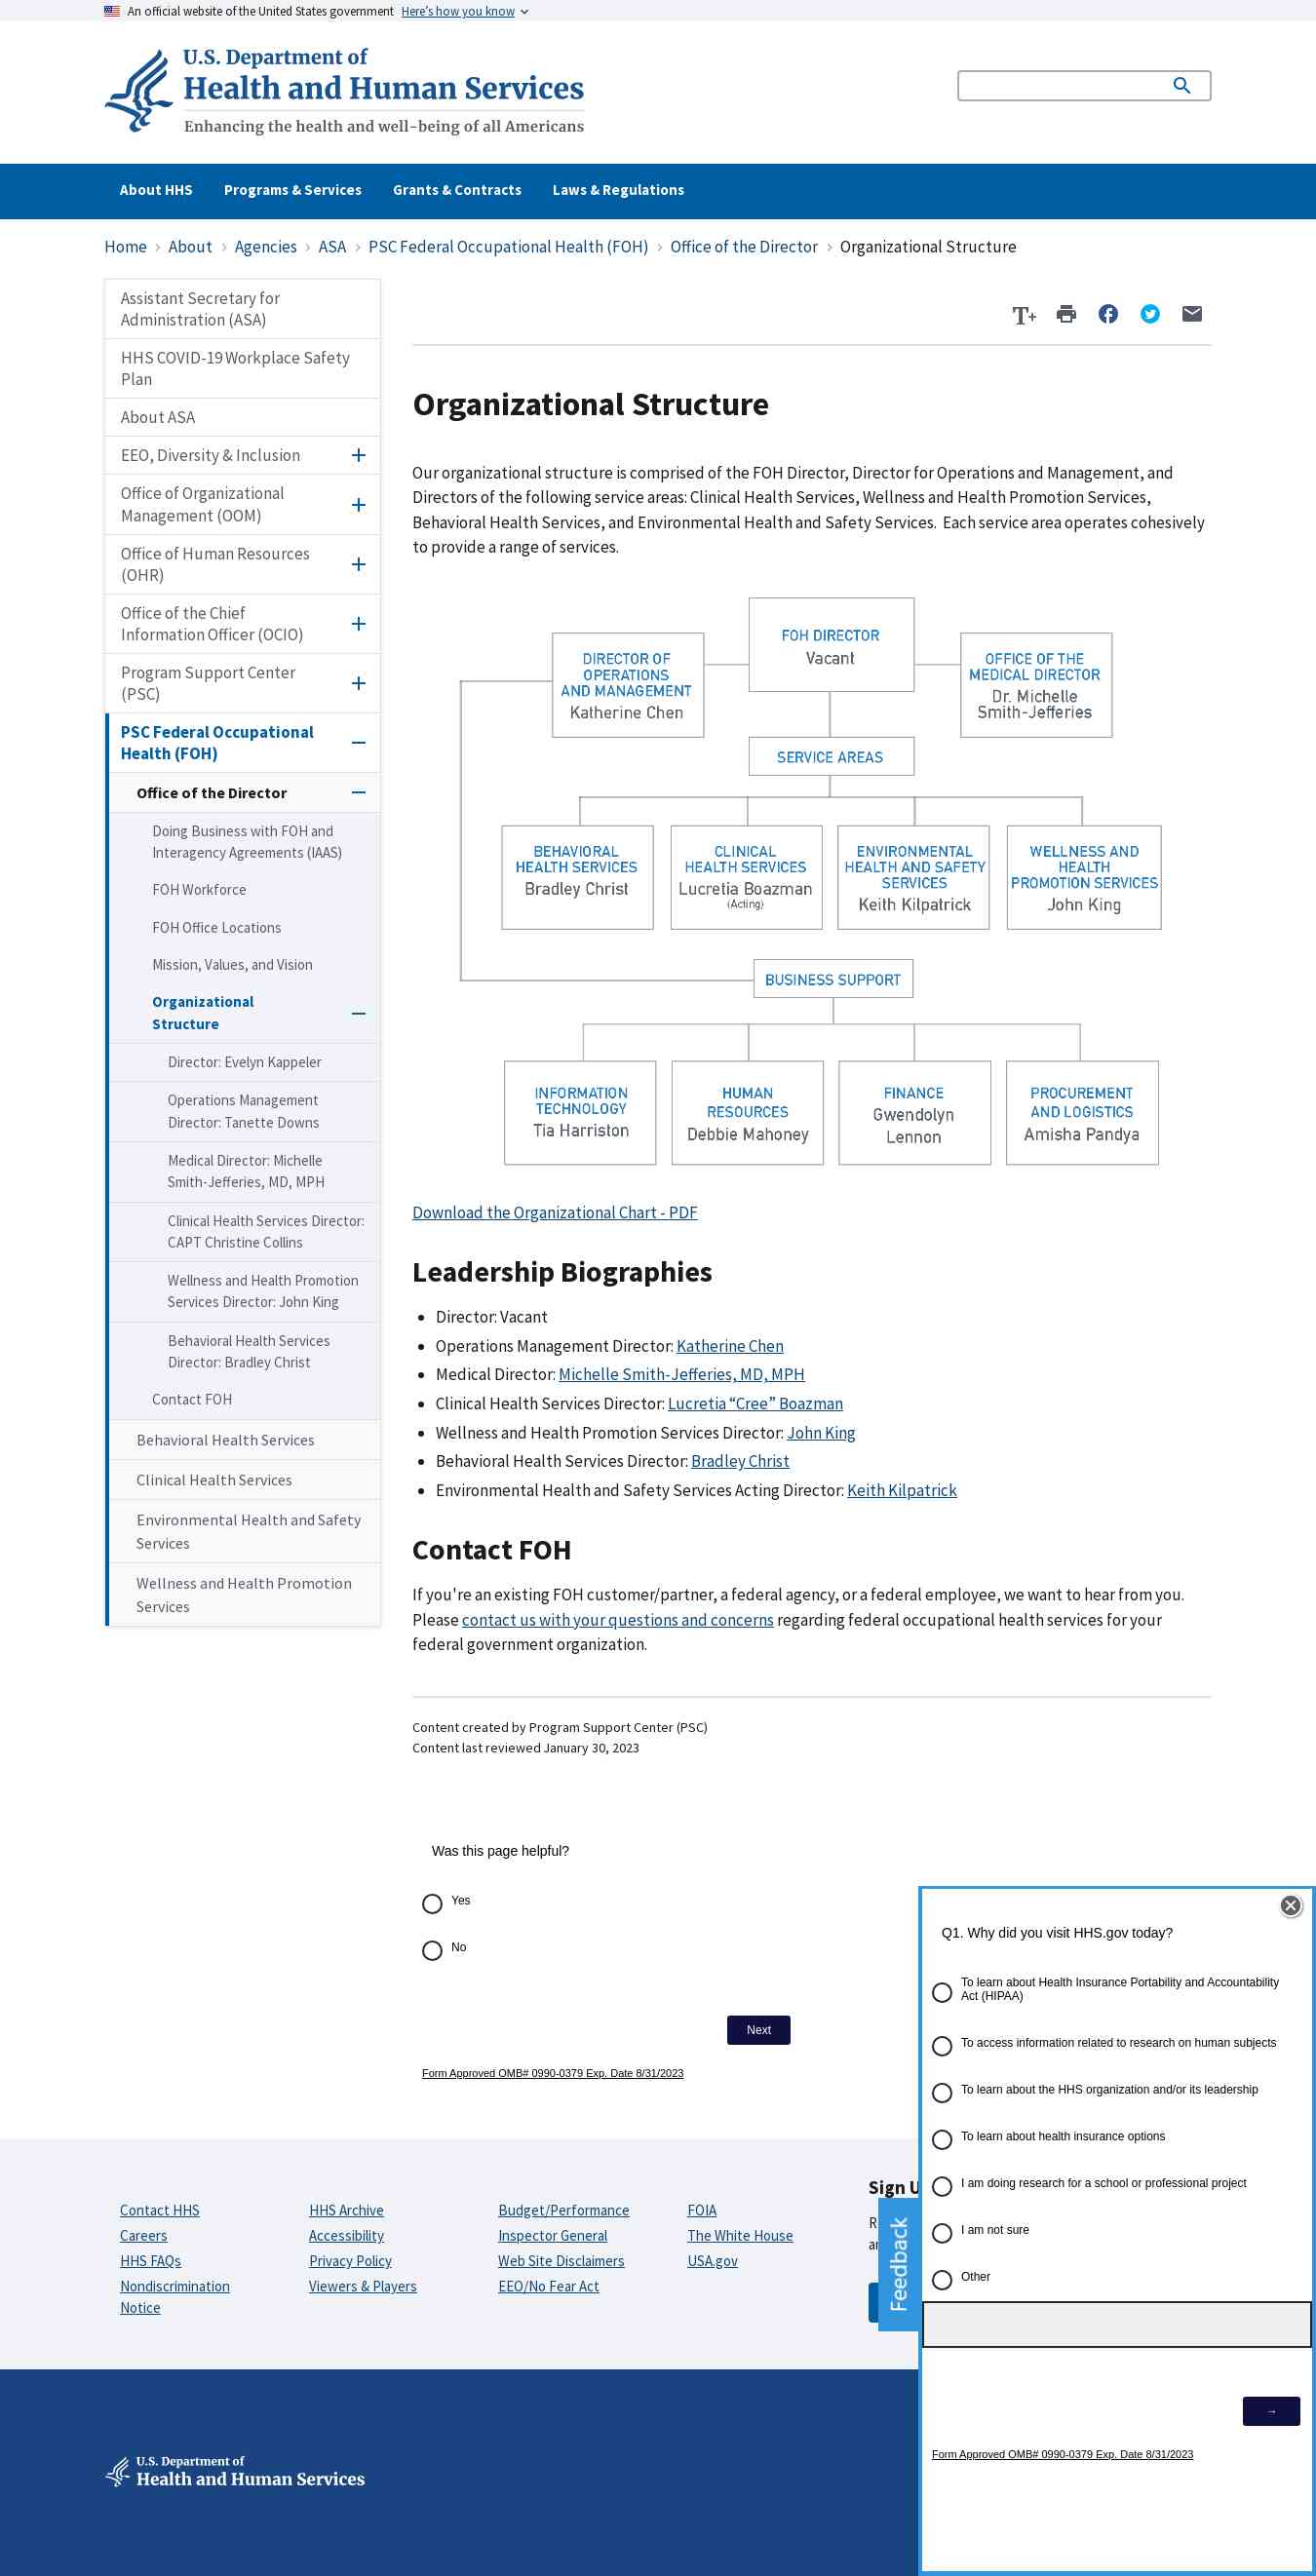 An official website of the United States government Here's how you know
U.S. Department of
Health and Human Services
Enhancing the health and well-being of all Americans
About HHS Programs & Services Grants & Contracts Laws & Regulations
Home › About › Agencies › ASA › PSC Federal Occupational Health (FOH) › Office of the Director › Organizational Structure
Assistant Secretary for
Administration (ASA)
HHS COVID-19 Workplace Safety
Plan
About ASA
EEO, Diversity & Inclusion
Office of Organizational
Management (OOM)
Office of Human Resources
(OHR)
Office of the Chief
Information Officer (OCIO)
Program Support Center
(PSC)
PSC Federal Occupational
Health (FOH)
Office of the Director
Doing Business with FOH and
Interagency Agreements (IAAS)
FOH Workforce
FOH Office Locations
Mission, Values, and Vision
Organizational
Structure
Director: Evelyn Kappeler
Operations Management
Director: Tanette Downs
Medical Director: Michelle
Smith-Jefferies, MD, MPH
Clinical Health Services Director:
CAPT Christine Collins
Wellness and Health Promotion
Services Director: John King
Behavioral Health Services
Director: Bradley Christ
Contact FOH
Behavioral Health Services
Clinical Health Services
Environmental Health and Safety
Services
Wellness and Health Promotion
Services
T+
Organizational Structure
Our organizational structure is comprised of the FOH Director, Director for Operations and Management, and
Directors of the following service areas: Clinical Health Services, Wellness and Health Promotion Services,
Behavioral Health Services, and Environmental Health and Safety Services. Each service area operates cohesively
to provide a range of services.
FOH DIRECTOR
Vacant
DIRECTOR OF
OPERATIONS
AND MANAGEMENT
Katherine Chen
OFFICE OF THE
MEDICAL DIRECTOR
Dr. Michelle
Smith-Jefferies
SERVICE AREAS
BEHAVIORAL
HEALTH SERVICES
Bradley Christ
CLINICAL
HEALTH SERVICES
Lucretia Boazman
(Acting)
ENVIRONMENTAL
HEALTH AND SAFETY
SERVICES
Keith Kilpatrick
WELLNESS AND
HEALTH
PROMOTION SERVICES
John King
BUSINESS SUPPORT
INFORMATION
TECHNOLOGY
Tia Harriston
HUMAN
RESOURCES
Debbie Mahoney
FINANCE
Gwendolyn
Lennon
PROCUREMENT
AND LOGISTICS
Amisha Pandya
Download the Organizational Chart - PDF
Leadership Biographies
• Director: Vacant
• Operations Management Director: Katherine Chen
• Medical Director: Michelle Smith-Jefferies, MD, MPH
• Clinical Health Services Director: Lucretia “Cree” Boazman
• Wellness and Health Promotion Services Director: John King
• Behavioral Health Services Director: Bradley Christ
• Environmental Health and Safety Services Acting Director: Keith Kilpatrick
Contact FOH
If you're an existing FOH customer/partner, a federal agency, or a federal employee, we want to hear from you.
Please contact us with your questions and concerns regarding federal occupational health services for your
federal government organization.
Content created by Program Support Center (PSC)
Content last reviewed January 30, 2023
Was this page helpful?
Yes
No
Next
Form Approved OMB# 0990-0379 Exp. Date 8/31/2023
Q1. Why did you visit HHS.gov today?
To learn about Health Insurance Portability and Accountability
Act (HIPAA)
To access information related to research on human subjects
To learn about the HHS organization and/or its leadership
To learn about health insurance options
I am doing research for a school or professional project
I am not sure
Other
→
Form Approved OMB# 0990-0379 Exp. Date 8/31/2023
Feedback
Contact HHS
Careers
HHS FAQs
Nondiscrimination
Notice
HHS Archive
Accessibility
Privacy Policy
Viewers & Players
Budget/Performance
Inspector General
Web Site Disclaimers
EEO/No Fear Act
FOIA
The White House
USA.gov
Sign
U.S. Department of
Health and Human Services